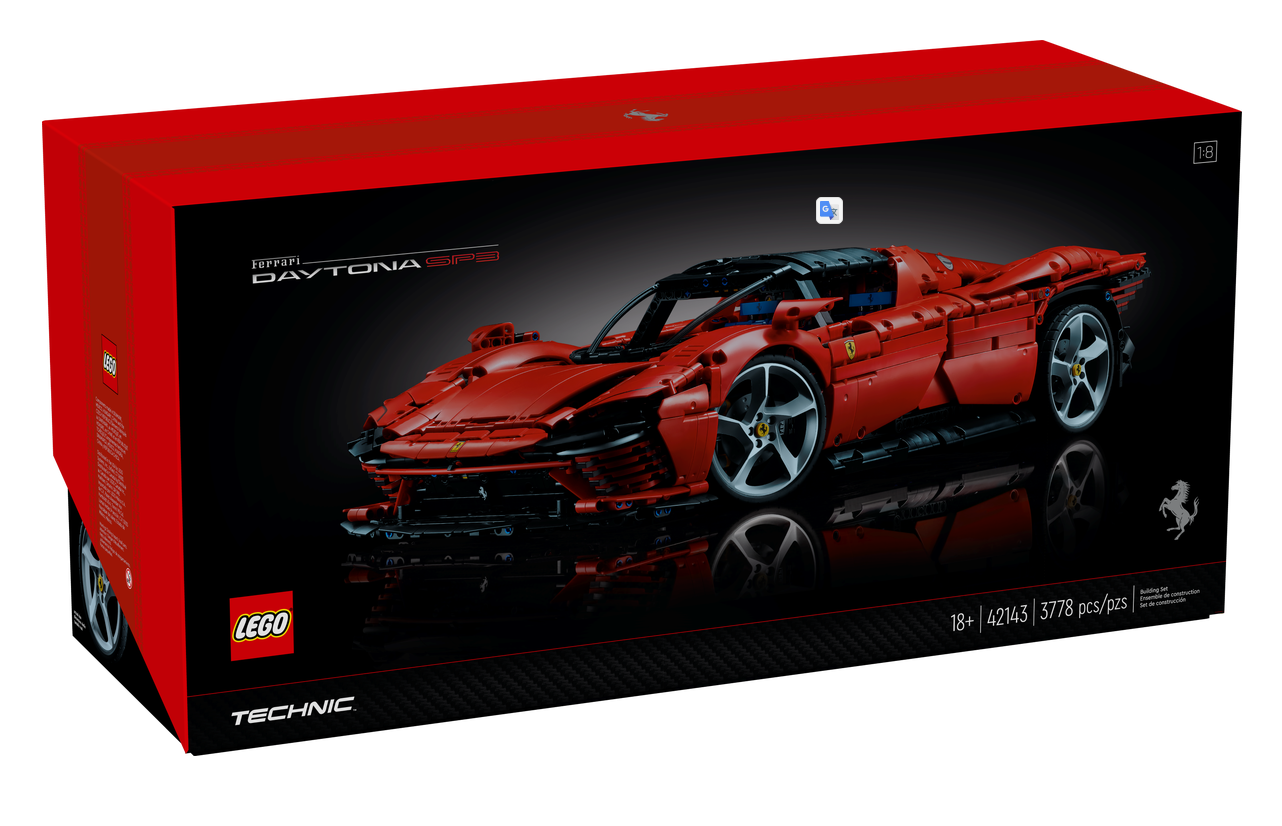 1:8
Ferrari
DAYTONA SP3
LEGO
LEGO
TECHNIC
18+ | 42143 | 3778 pcs/pzs
Building Set
Ensemble de construction
Set de construcción